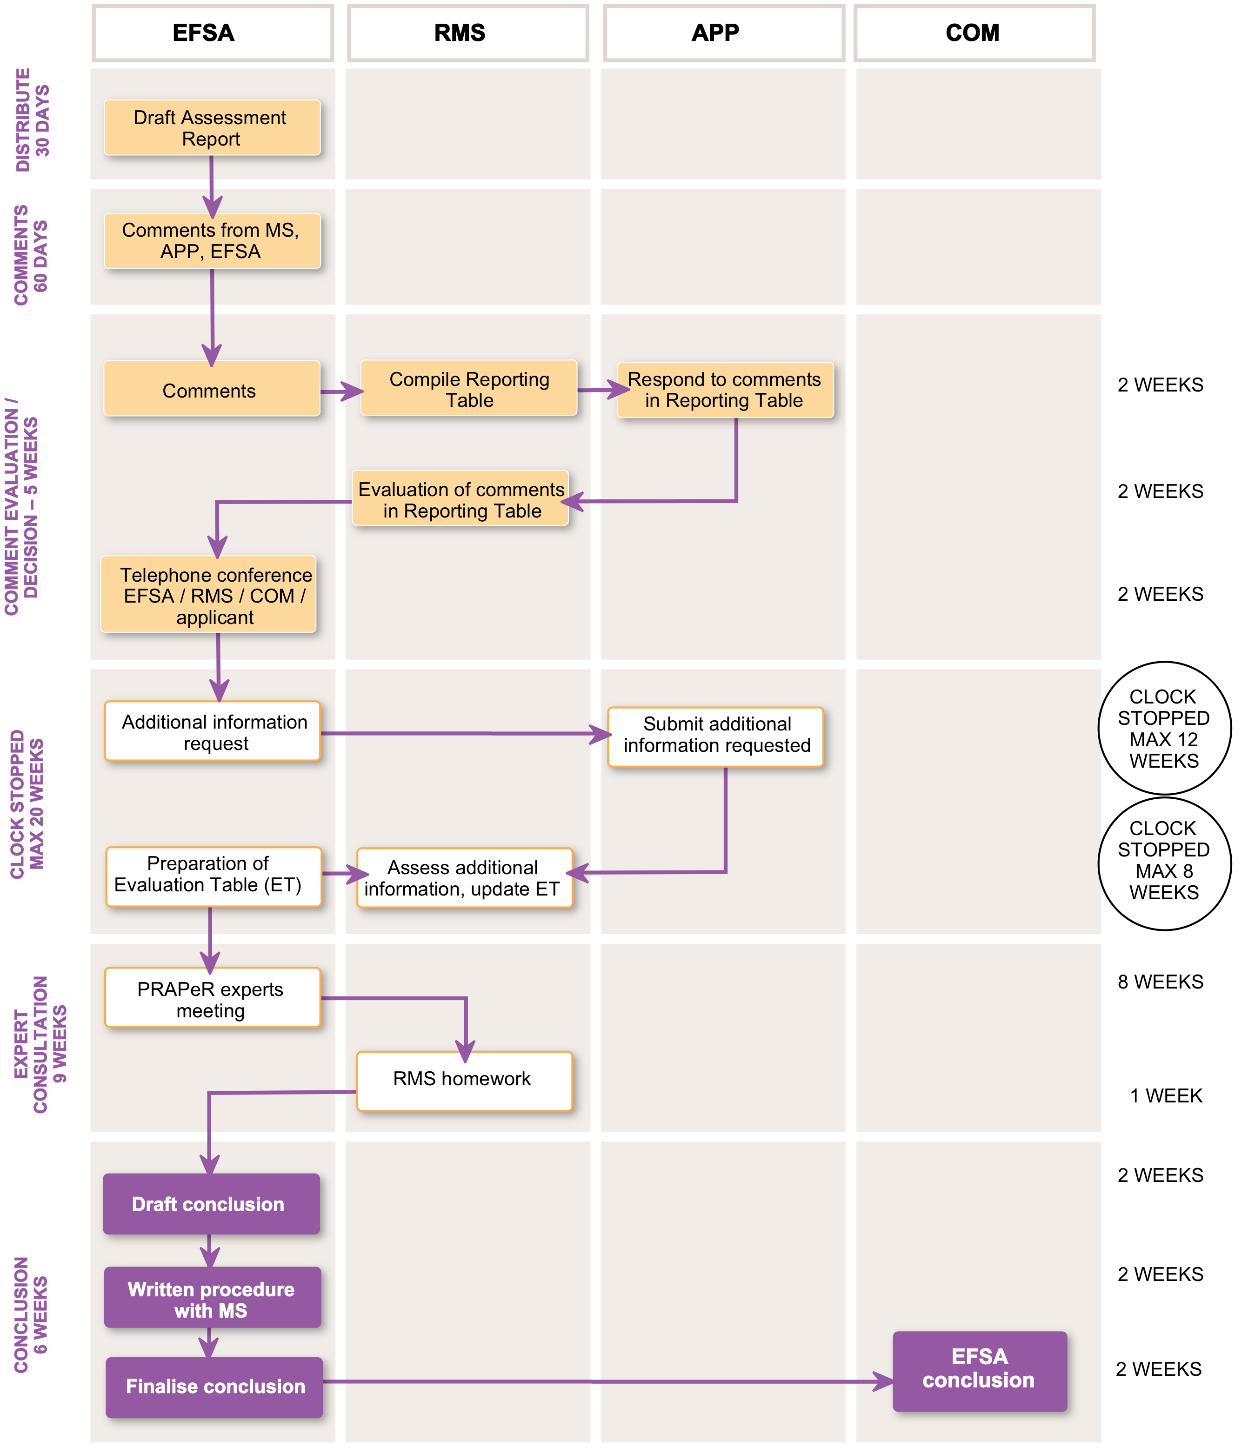 EFSA
RMS
APP
COM
DISTRIBUTE
30 DAYS
Draft Assessment
Report
COMMENTS
60 DAYS
Comments from MS,
APP, EFSA
COMMENT EVALUATION /
DECISION – 5 WEEKS
Comments
Compile Reporting
Table
Respond to comments
in Reporting Table
2 WEEKS
Evaluation of comments
in Reporting Table
2 WEEKS
Telephone conference
EFSA / RMS / COM /
applicant
2 WEEKS
CLOCK STOPPED
MAX 20 WEEKS
Additional information
request
Submit additional
information requested
CLOCK
STOPPED
MAX 12
WEEKS
Preparation of
Evaluation Table (ET)
Assess additional
information, update ET
CLOCK
STOPPED
MAX 8
WEEKS
EXPERT
CONSULTATION
9 WEEKS
PRAPeR experts
meeting
8 WEEKS
RMS homework
1 WEEK
CONCLUSION
6 WEEKS
Draft conclusion
2 WEEKS
Written procedure
with MS
2 WEEKS
Finalise conclusion
EFSA
conclusion
2 WEEKS